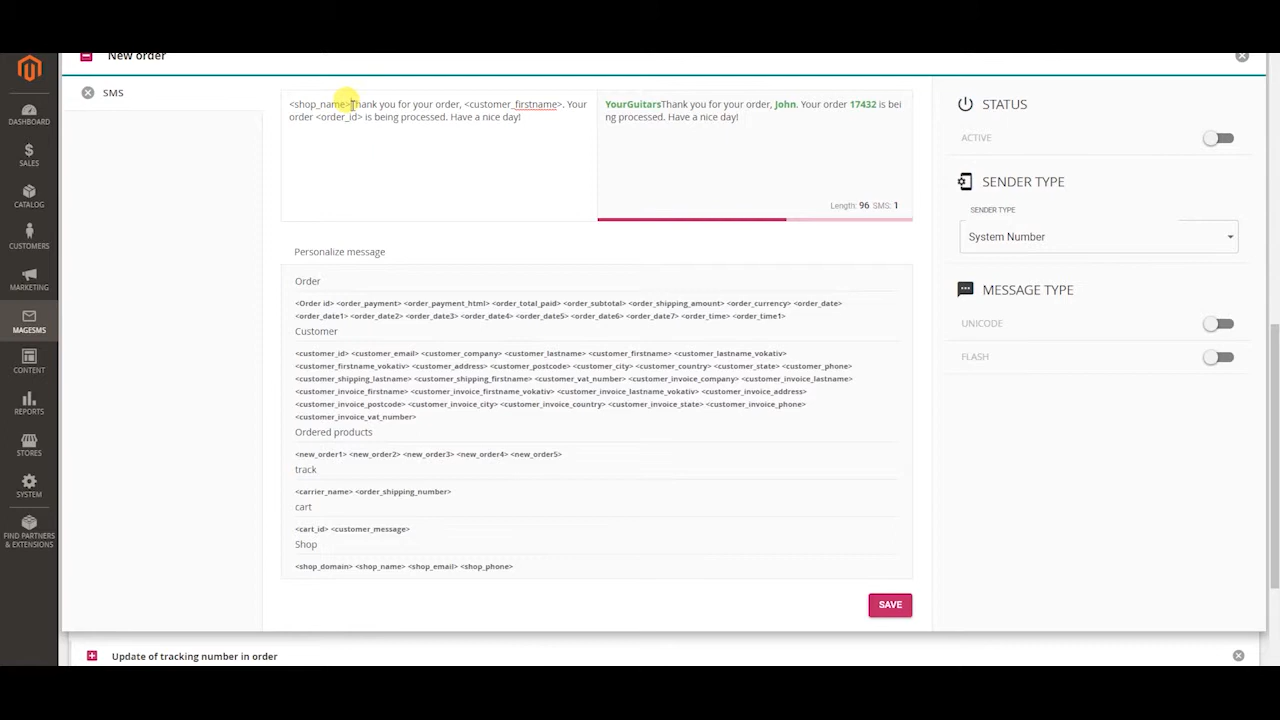 New order
SMS
DASHBOARD
SALES
CATALOG
CUSTOMERS
MARKETING
MAGESMS
CONTENT
REPORTS
STORES
SYSTEM
FIND PARTNERS
& EXTENSIONS
<shop_name>Thank you for your order, <customer_firstname>. Your
order <order_id> is being processed. Have a nice day!
YourGuitarsThank you for your order, John. Your order 17432 is bei
ng processed. Have a nice day!
Length: 96 SMS: 1
Personalize message
Order
<Order id> <order_payment> <order_payment_html> <order_total_paid> <order_subtotal> <order_shipping_amount> <order_currency> <order_date>
<order_date1> <order_date2> <order_date3> <order_date4> <order_date5> <order_date6> <order_date7> <order_time> <order_time1>
Customer
<customer_id> <customer_email> <customer_company> <customer_lastname> <customer_firstname> <customer_lastname_vokativ>
<customer_firstname_vokativ> <customer_address> <customer_postcode> <customer_city> <customer_country> <customer_state> <customer_phone>
<customer_shipping_lastname> <customer_shipping_firstname> <customer_vat_number> <customer_invoice_company> <customer_invoice_lastname>
<customer_invoice_firstname> <customer_invoice_firstname_vokativ> <customer_invoice_lastname_vokativ> <customer_invoice_address>
<customer_invoice_postcode> <customer_invoice_city> <customer_invoice_country> <customer_invoice_state> <customer_invoice_phone>
<customer_invoice_vat_number>
Ordered products
<new_order1> <new_order2> <new_order3> <new_order4> <new_order5>
track
<carrier_name> <order_shipping_number>
cart
<cart_id> <customer_message>
Shop
<shop_domain> <shop_name> <shop_email> <shop_phone>
SAVE
STATUS
ACTIVE
SENDER TYPE
SENDER TYPE
System Number
MESSAGE TYPE
UNICODE
FLASH
Update of tracking number in order